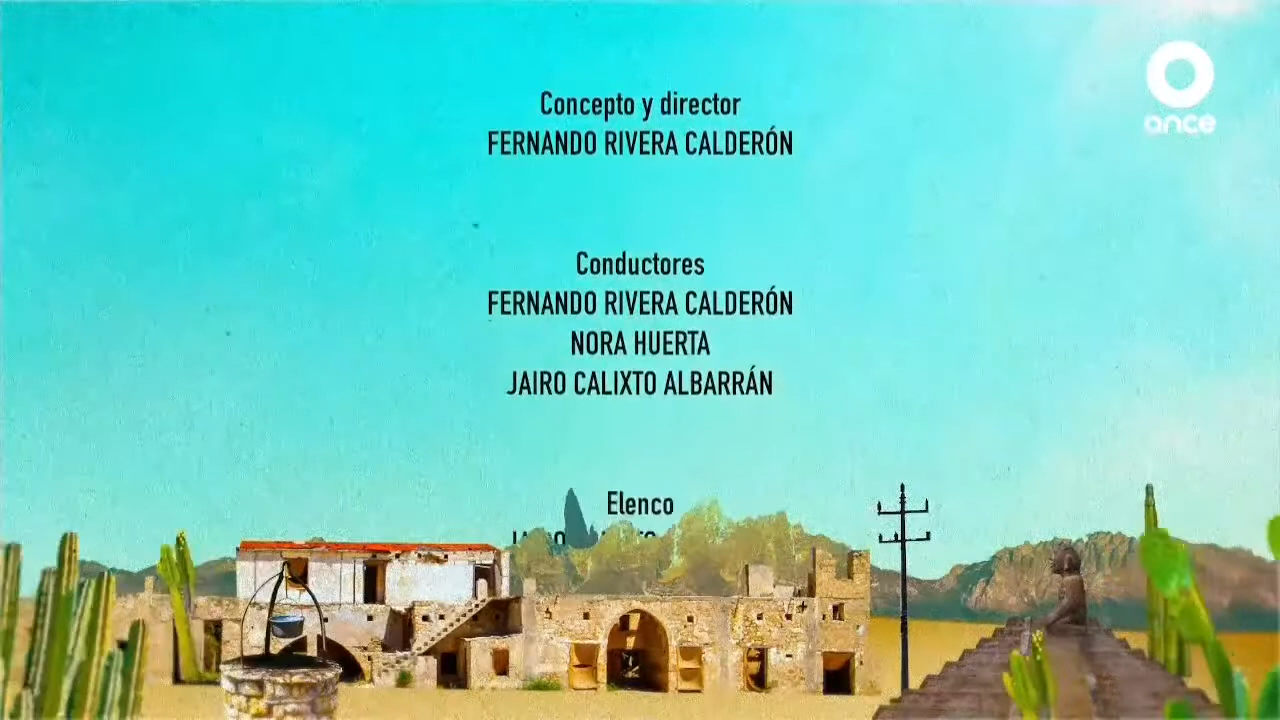 once
Concepto y director
FERNANDO RIVERA CALDERÓN
Conductores
FERNANDO RIVERA CALDERÓN
NORA HUERTA
JAIRO CALIXTO ALBARRÁN
Elenco